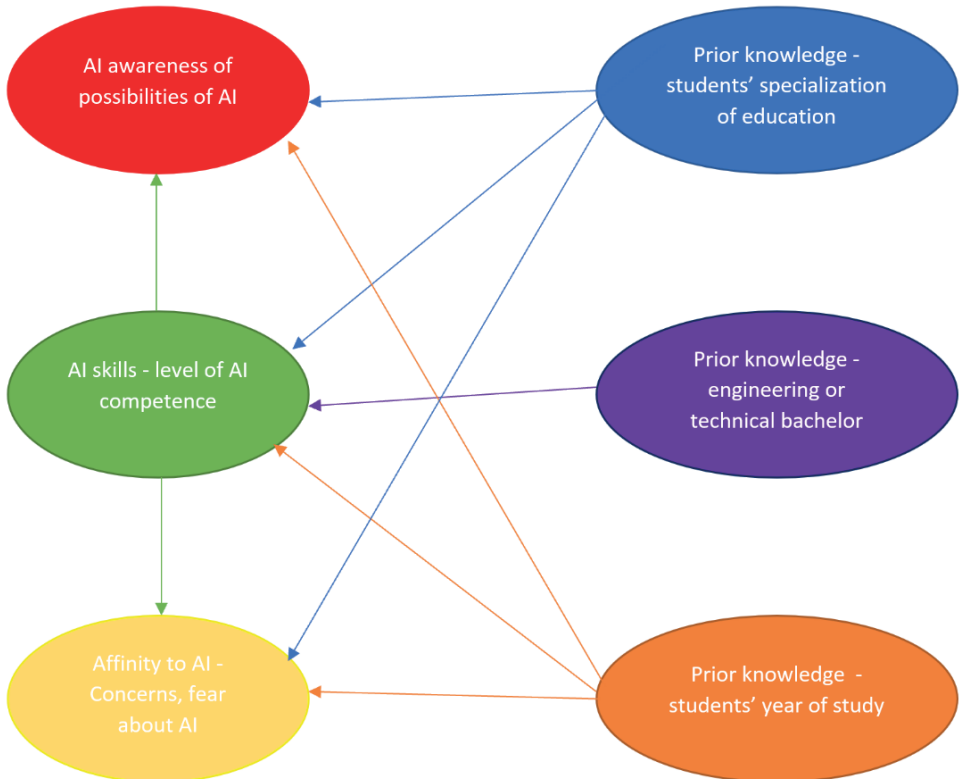 AI awareness of
possibilities of AI
Prior knowledge -
students’ specialization
of education
AI skills - level of AI
competence
Prior knowledge -
engineering or
technical bachelor
Affinity to AI -
Concerns, fear
about AI
Prior knowledge  -
students’ year of study